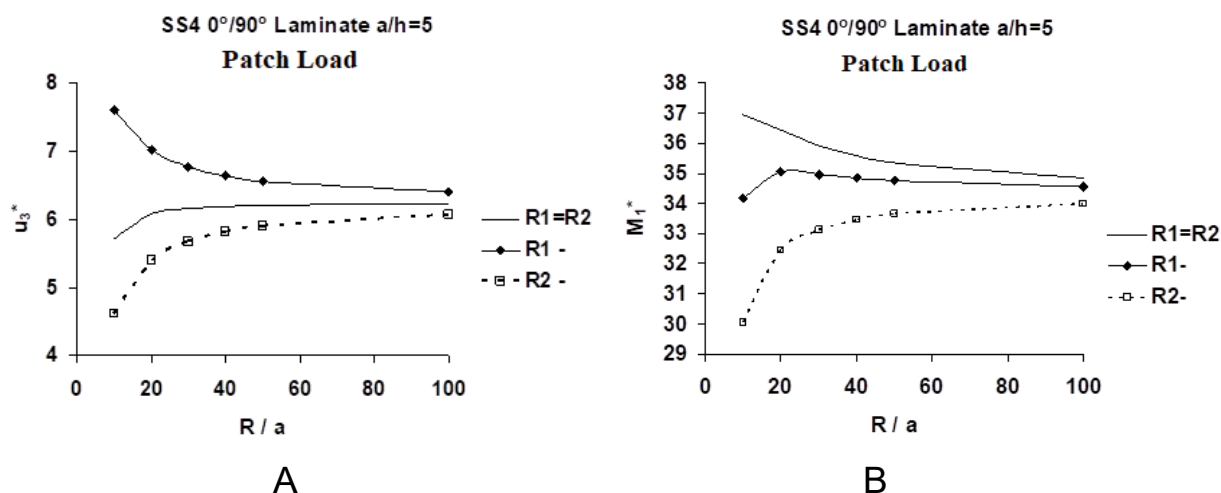 SS4 0°/90° Laminate a/h=5
Patch Load
8
7
6
5
4
u3*
0 20 40 60 80 100
R / a
R1=R2
R1 -
R2 -
A
SS4 0°/90° Laminate a/h=5
Patch Load
38
37
36
35
34
33
32
31
30
29
M1*
0 20 40 60 80 100
R / a
R1=R2
R1-
R2-
B